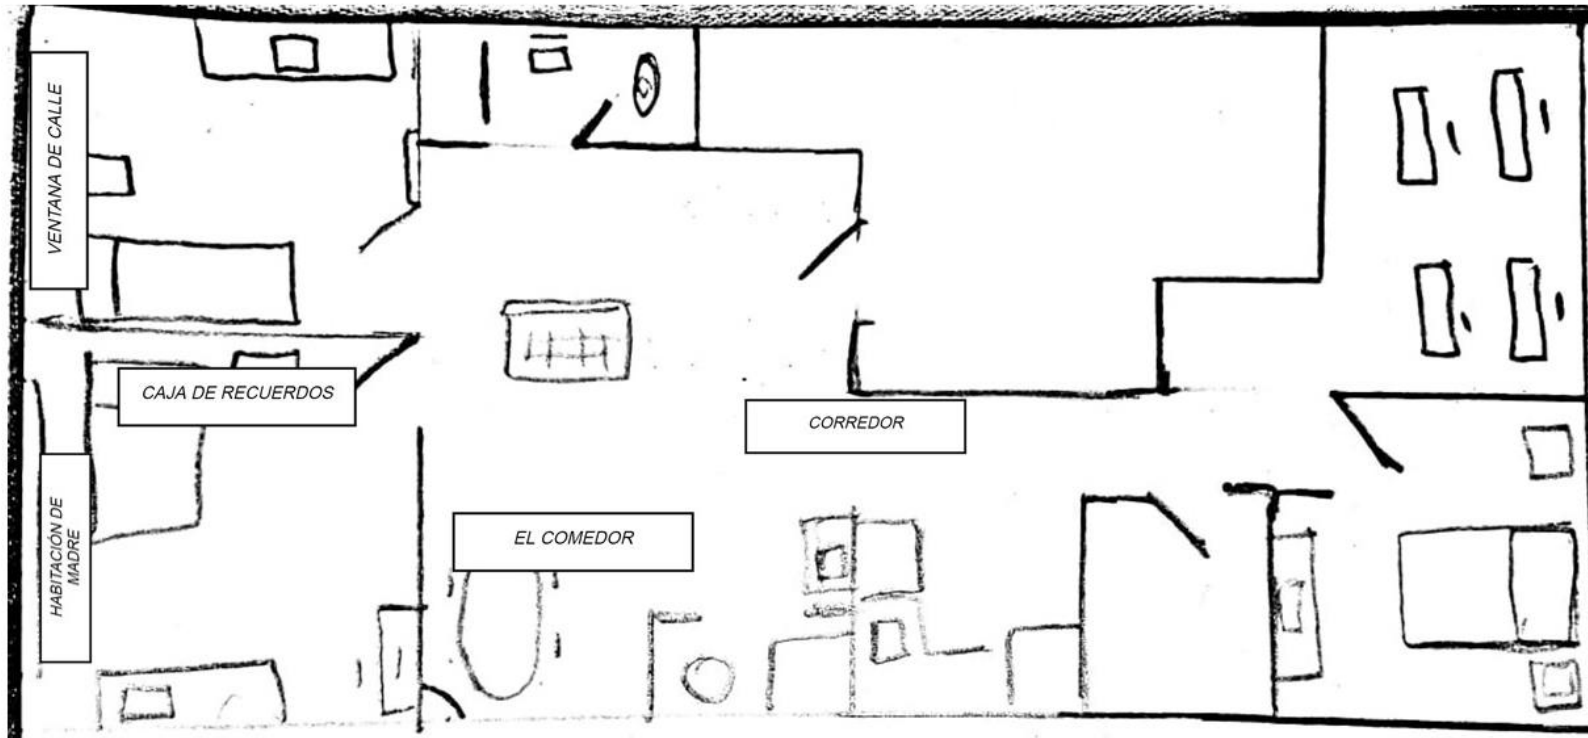 VENTANA DE CALLE
CAJA DE RECUERDOS
CORREDOR
HABITACIÓN DE
MADRE
EL COMEDOR